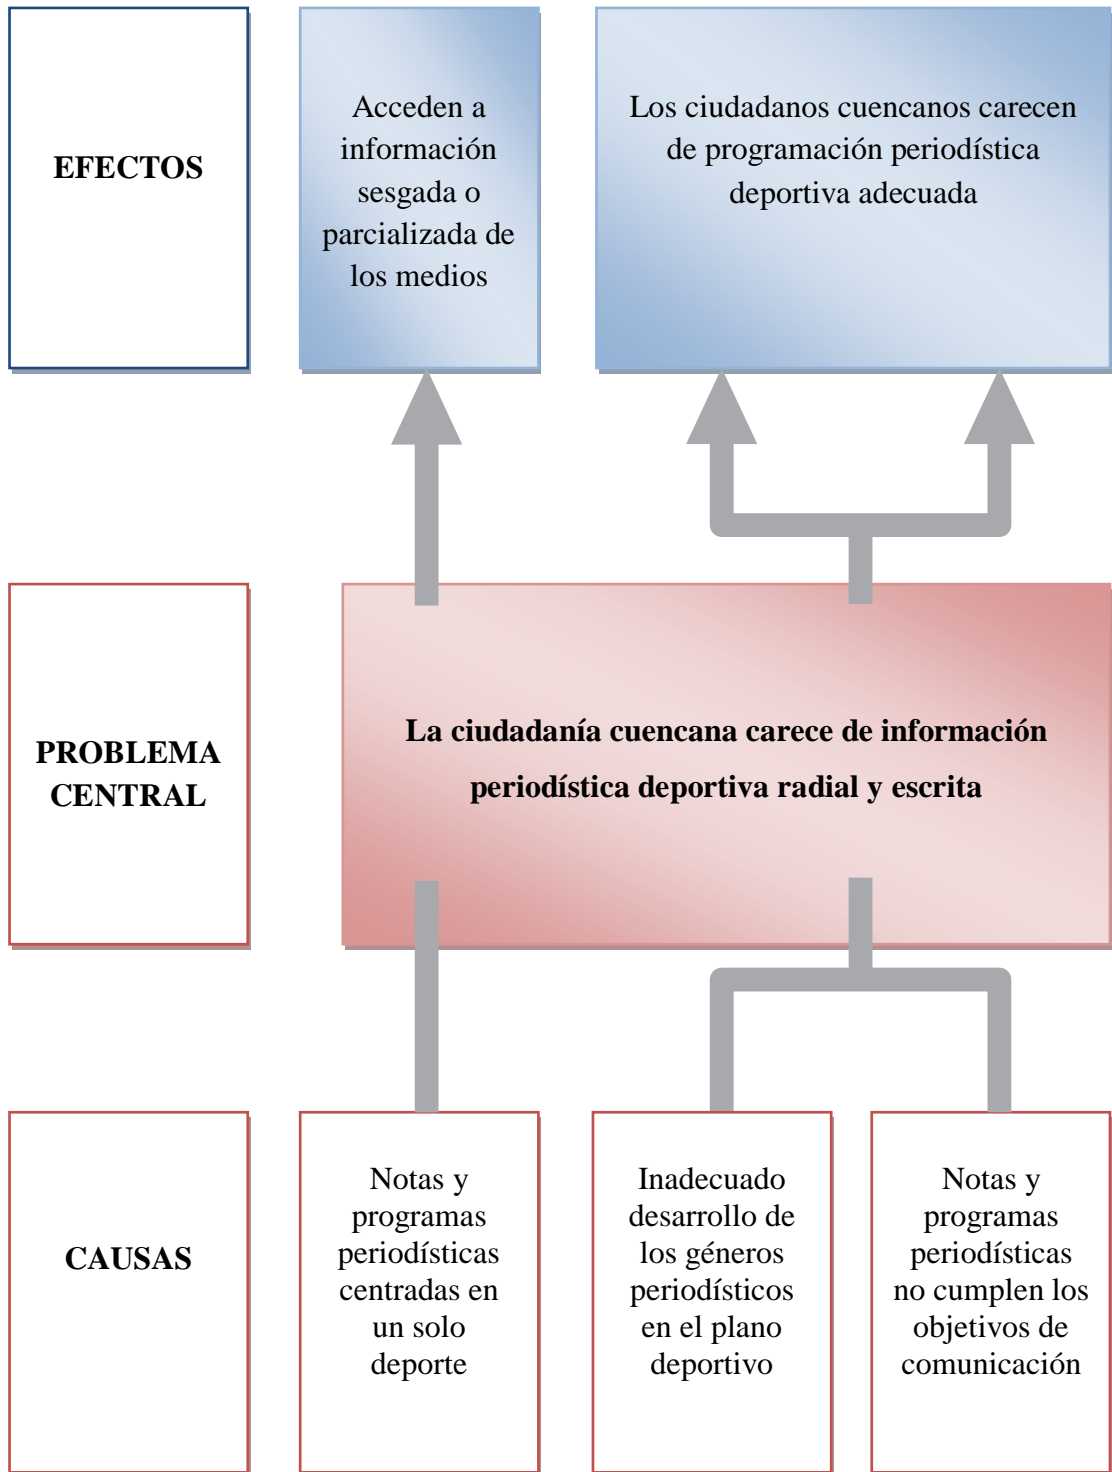 EFECTOS
Acceden a
información
sesgada o
parcializada de
los medios
Los ciudadanos cuencanos carecen
de programación periodística
deportiva adecuada
PROBLEMA
CENTRAL
La ciudadanía cuencana carece de información
periodística deportiva radial y escrita
CAUSAS
Notas y
programas
periodísticas
centradas en
un solo
deporte
Inadecuado
desarrollo de
los géneros
periodísticos
en el plano
deportivo
Notas y
programas
periodísticas
no cumplen los
objetivos de
comunicación